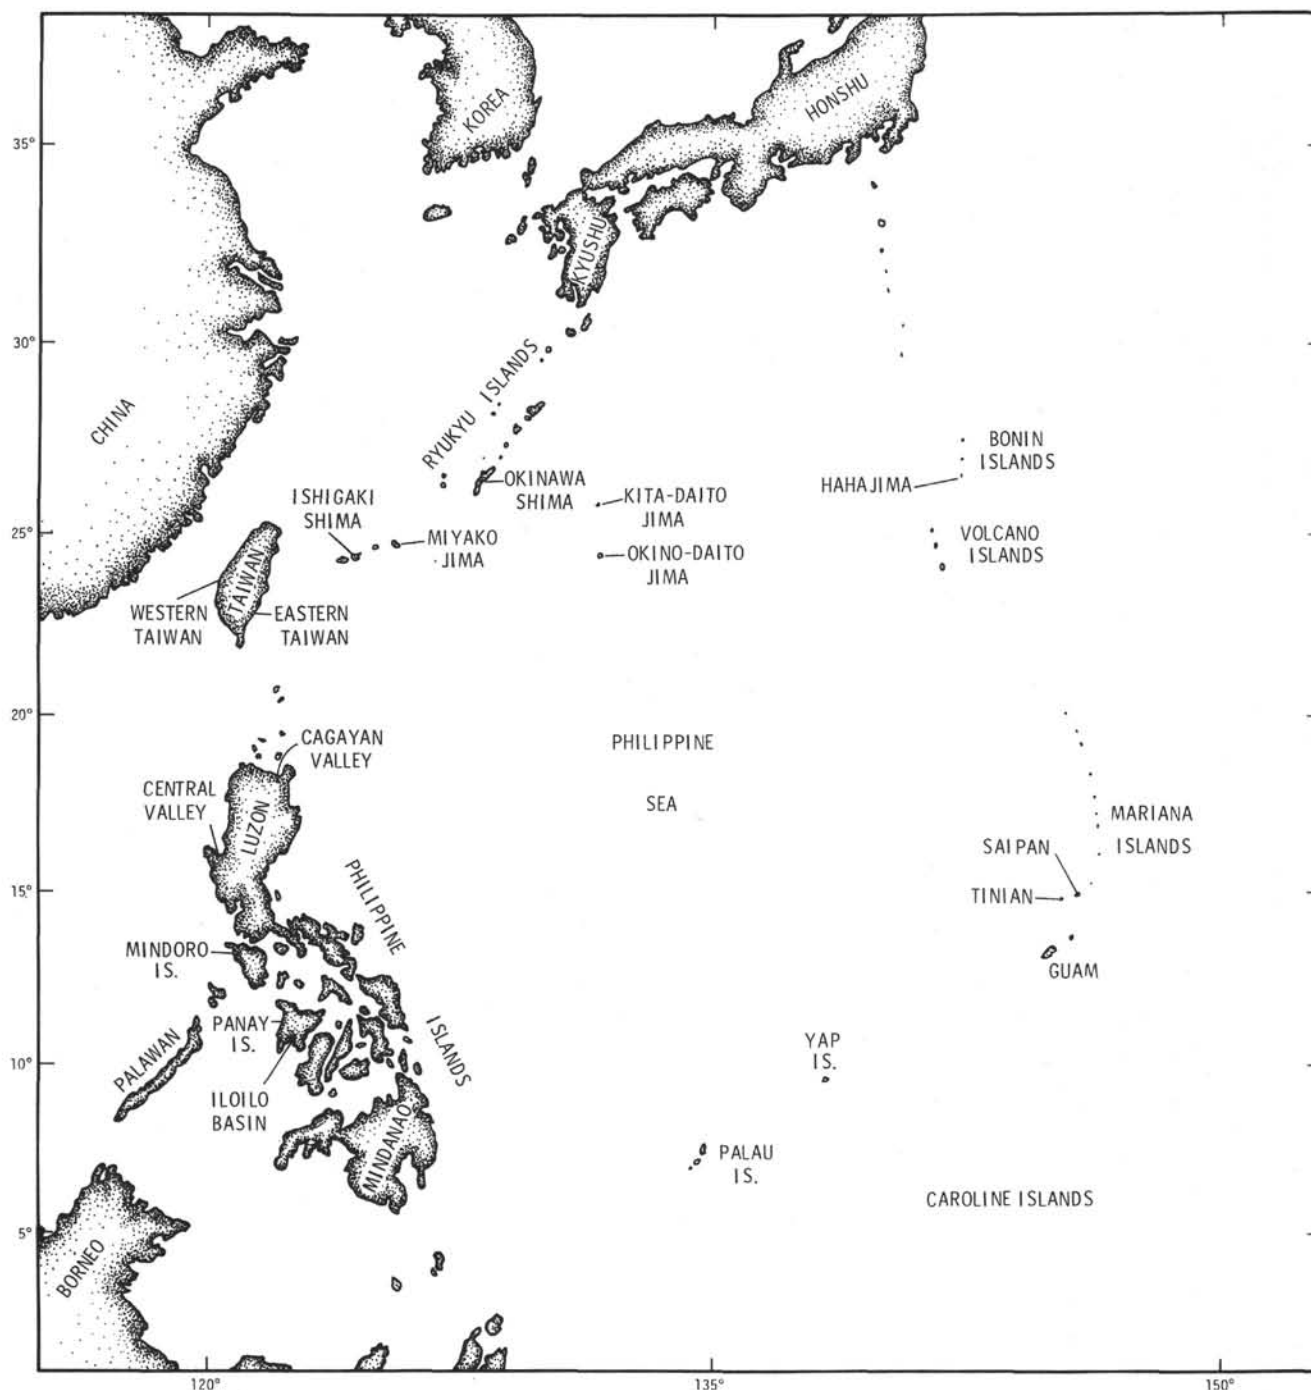 KOREA
HONSHU
35°
KYUSHU
30°
RYUKYU ISLANDS
CHINA
BONIN
ISLANDS
HAHAJIMA
OKINAWA
SHIMA
ISHIGAKI
SHIMA
KITA-DAITO
JIMA
25°
MIYAKO
JIMA
VOLCANO
ISLANDS
OKINO-DAITO
JIMA
TAIWAN
WESTERN
TAIWAN
EASTERN
TAIWAN
20°
CAGAYAN
VALLEY
PHILIPPINE
SEA
CENTRAL
VALLEY
LUZON
MARIANA
ISLANDS
SAIPAN
15°
TINIAN
PHILIPPINE
ISLANDS
MINDORO
IS.
GUAM
PANAY
IS.
PALAWAN
YAP
IS.
10°
ILOILO
BASIN
MINDANAO
PALAU
IS.
CAROLINE ISLANDS
5°
BORNEO
120°
135°
150°